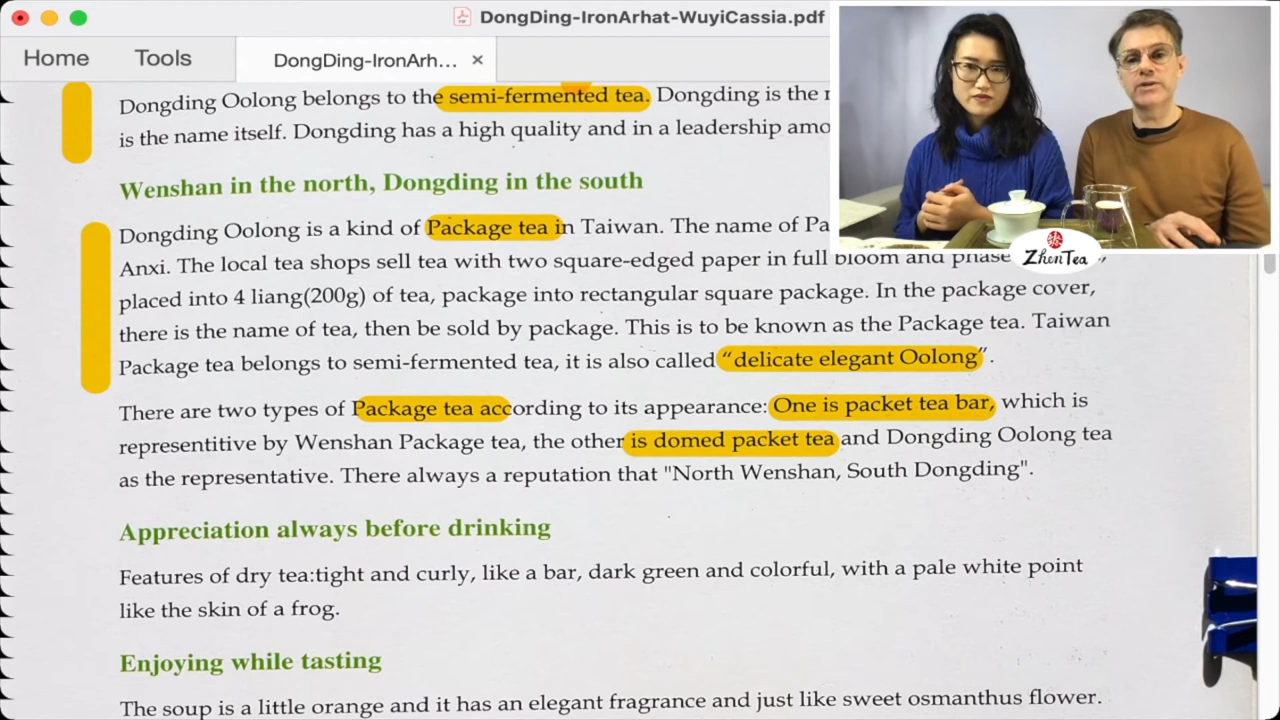 DongDing-IronArhat-WuyiCassia.pdf
Home Tools DongDing-IronArh... ×
Dongding Oolong belongs to the semi-fermented tea. Dongding is the
is the name itself. Dongding has a high quality and in a leadership
Wenshan in the north, Dongding in the south
Dongding Oolong is a kind of Package tea in Taiwan. The name of
Anxi. The local tea shops sell tea with two square-edged paper in full bloom and
placed into 4 liang(200g) of tea, package into rectangular square package. In the package cover,
there is the name of tea, then be sold by package. This is to be known as the Package tea. Taiwan
Package tea belongs to semi-fermented tea, it is also called “delicate elegant Oolong”.
There are two types of Package tea according to its appearance: One is packet tea bar, which is
representitive by Wenshan Package tea, the other is domed packet tea and Dongding Oolong tea
as the representative. There always a reputation that "North Wenshan, South Dongding".
Appreciation always before drinking
Features of dry tea:tight and curly, like a bar, dark green and colorful, with a pale white point
like the skin of a frog.
Enjoying while tasting
The soup is a little orange and it has an elegant fragrance and just like sweet osmanthus flower.
ZhenTea